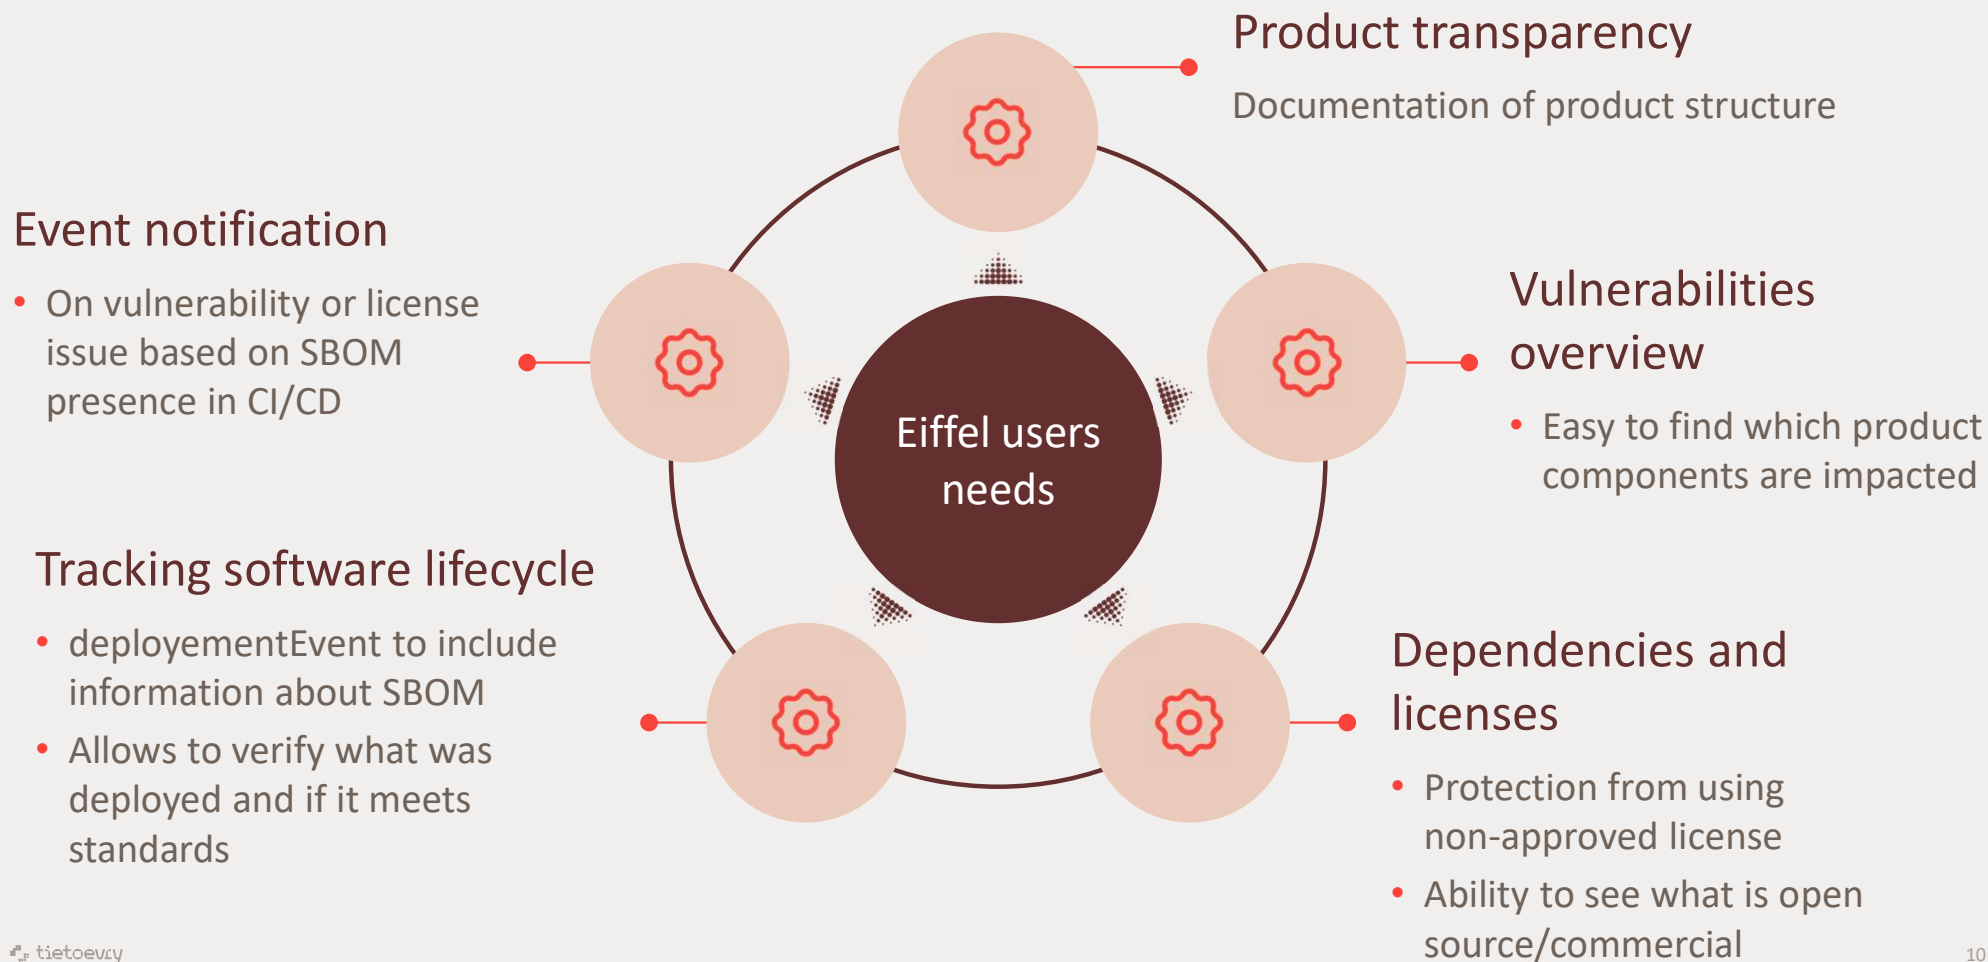 Product transparency
Documentation of product structure
Event notification
• On vulnerability or license
issue based on SBOM
presence in CI/CD
Vulnerabilities
overview
• Easy to find which product
components are impacted
Eiffel users
needs
Tracking software lifecycle
• deployementEvent to include
information about SBOM
• Allows to verify what was
deployed and if it meets
standards
Dependencies and
licenses
• Protection from using
non-approved license
• Ability to see what is open
source/commercial
tietoevry
10